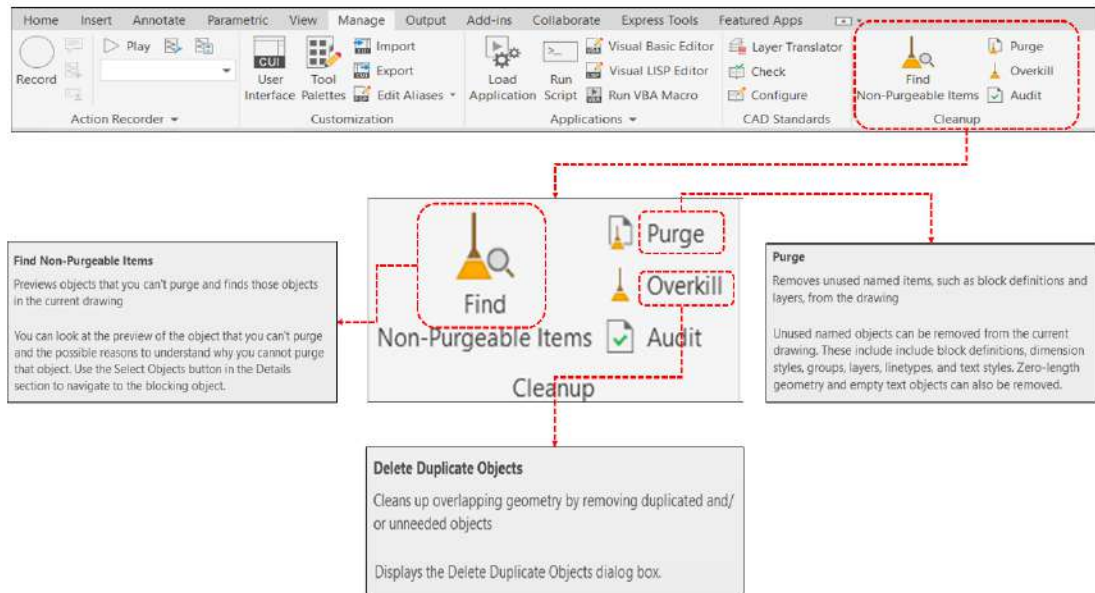 Home Insert Annotate Parametric View Manage Output Add-ins Collaborate Express Tools Featured Apps
Record
Play
Action Recorder
CUI
User
Interface
Tool
Palettes
Import
Export
Edit Aliases
Customization
Load
Application
Run
Script
Visual Basic Editor
Visual LISP Editor
Run VBA Macro
Applications
Layer Translator
Check
Configure
CAD Standards
Find
Non-Purgeable Items
Purge
Overkill
Audit
Cleanup
Find
Non-Purgeable Items
Purge
Overkill
Audit
Cleanup
Find Non-Purgeable Items
Previews objects that you can't purge and finds those objects
in the current drawing
You can look at the preview of the object that you can't purge
and the possible reasons to understand why you cannot purge
that object. Use the Select Objects button in the Details
section to navigate to the blocking object.
Purge
Removes unused named items, such as block definitions and
layers, from the drawing
Unused named objects can be removed from the current
drawing. These include include block definitions, dimension
styles, groups, layers, linetypes, and text styles. Zero-length
geometry and empty text objects can also be removed.
Delete Duplicate Objects
Cleans up overlapping geometry by removing duplicated and/
or unneeded objects
Displays the Delete Duplicate Objects dialog box.